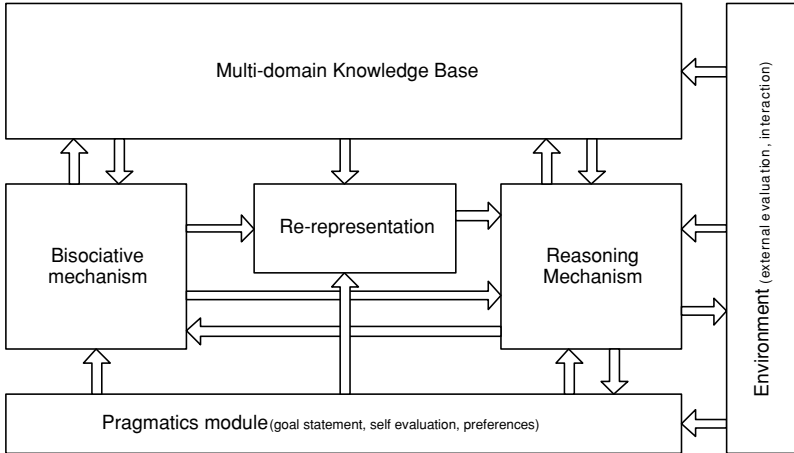 Multi-domain Knowledge Base
Bisociative
mechanism
Re-representation
Reasoning
Mechanism
Environment (external evaluation, interaction)
Pragmatics module (goal statement, self evaluation, preferences)